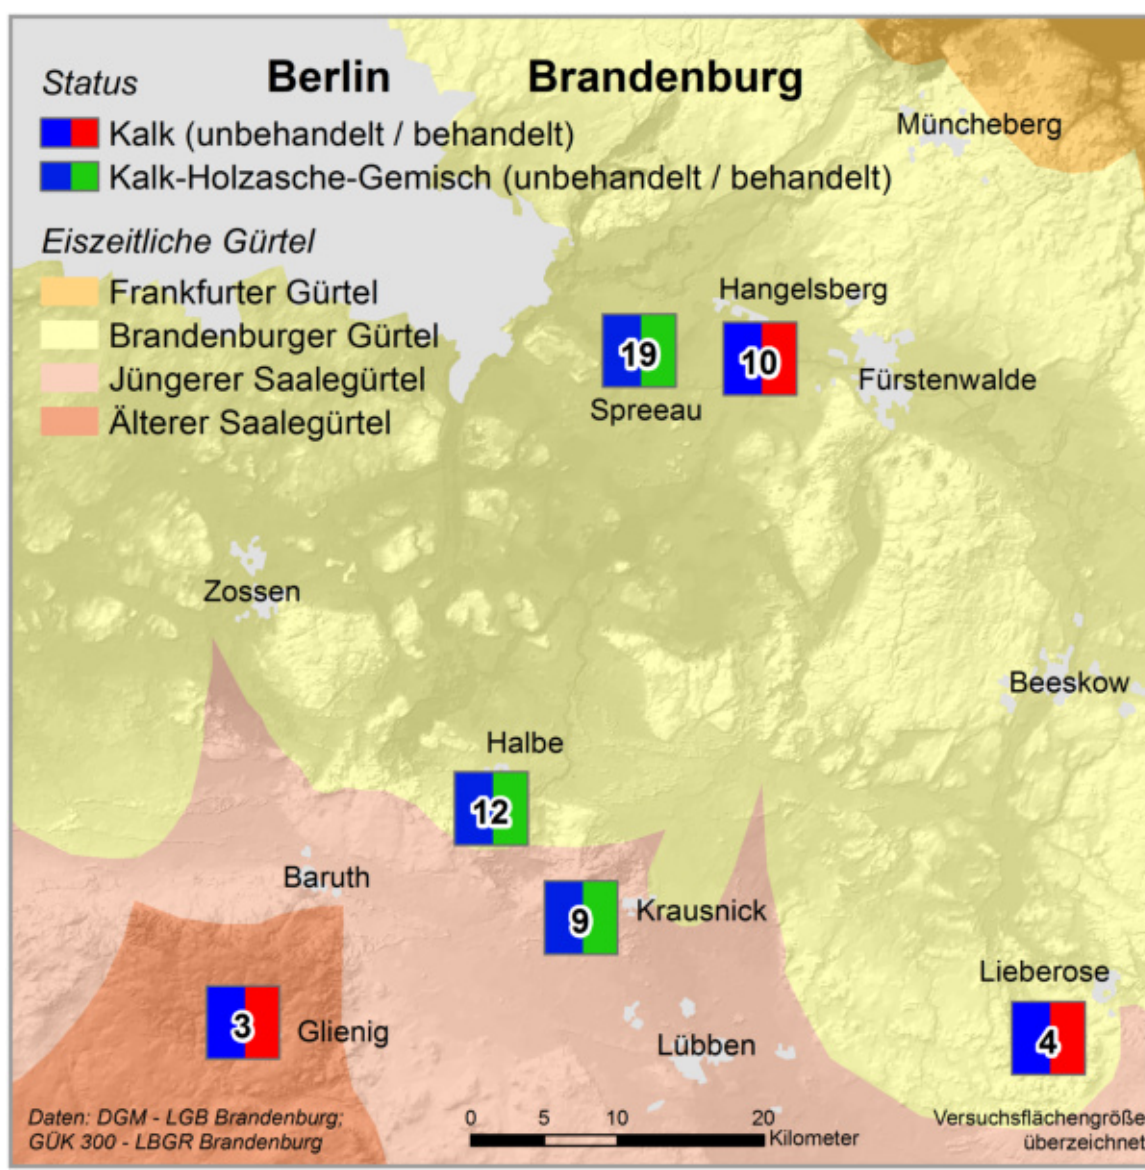 Status
Berlin
Brandenburg
Kalk (unbehandelt / behandelt)
Kalk-Holzasche-Gemisch (unbehandelt / behandelt)
Eiszeitliche Gürtel
Frankfurter Gürtel
Brandenburger Gürtel
Jüngerer Saalegürtel
Älterer Saalegürtel
Müncheberg
Hangelsberg
19
10
Spreeau
Fürstenwalde
Zossen
Beeskow
Halbe
12
Baruth
9
Krausnick
Lieberose
3
Glienig
Lübben
4
Daten: DGM - LGB Brandenburg;
GÜK 300 - LBGR Brandenburg
0 5 10 20
Kilometer
Versuchsflächengröße
überzeichnet